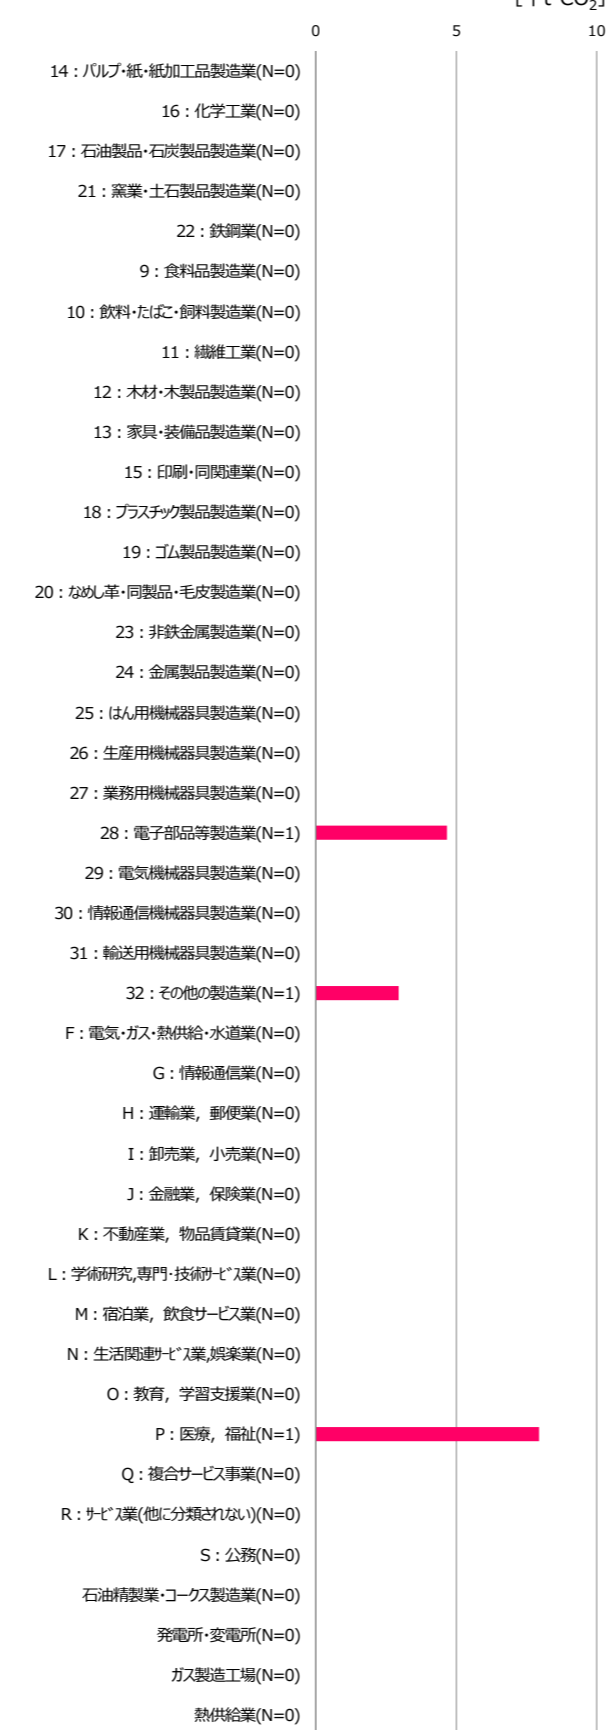 CO2]
0 5 10
14：パルプ・紙・紙加工品製造業(N=0)
16：化学工業(N=0)
17：石油製品・石炭製品製造業(N=0)
21：窯業・土石製品製造業(N=0)
22：鉄鋼業(N=0)
9：食料品製造業(N=0)
10：飲料・たばこ・飼料製造業(N=0)
11：繊維工業(N=0)
12：木材・木製品製造業(N=0)
13：家具・装備品製造業(N=0)
15：印刷・同関連業(N=0)
18：プラスチック製品製造業(N=0)
19：ゴム製品製造業(N=0)
20：なめし革・同製品・毛皮製造業(N=0)
23：非鉄金属製造業(N=0)
24：金属製品製造業(N=0)
25：はん用機械器具製造業(N=0)
26：生産用機械器具製造業(N=0)
27：業務用機械器具製造業(N=0)
28：電子部品等製造業(N=1)
29：電気機械器具製造業(N=0)
30：情報通信機械器具製造業(N=0)
31：輸送用機械器具製造業(N=0)
32：その他の製造業(N=1)
F：電気・ガス・熱供給・水道業(N=0)
G：情報通信業(N=0)
H：運輸業，郵便業(N=0)
I：卸売業，小売業(N=0)
J：金融業，保険業(N=0)
K：不動産業，物品賃貸業(N=0)
L：学術研究,専門・技術ｻｰﾋﾞｽ業(N=0)
M：宿泊業，飲食サービス業(N=0)
N：生活関連ｻｰﾋﾞｽ業,娯楽業(N=0)
O：教育，学習支援業(N=0)
P：医療，福祉(N=1)
Q：複合サービス事業(N=0)
R：ｻｰﾋﾞｽ業(他に分類されない)(N=0)
S：公務(N=0)
石油精製業・コークス製造業(N=0)
発電所・変電所(N=0)
ガス製造工場(N=0)
熱供給業(N=0)